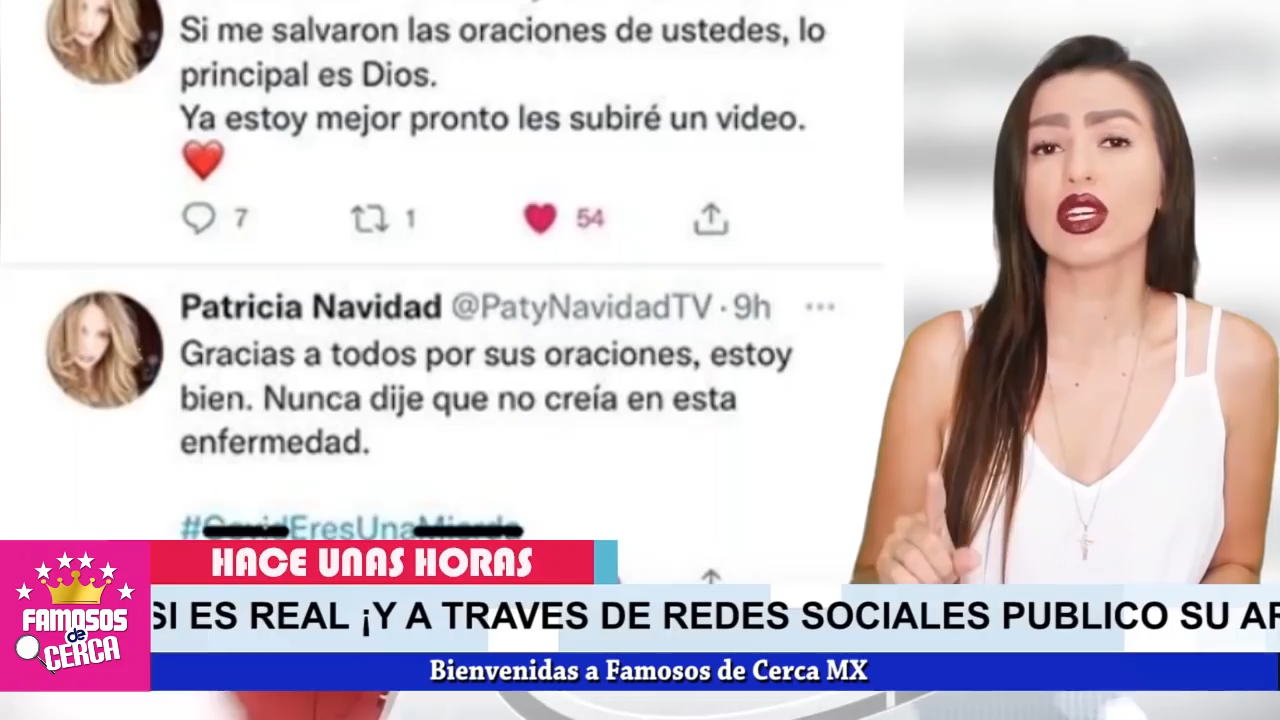 Si me salvaron las oraciones de ustedes, lo
principal es Dios.
Ya estoy mejor pronto les subiré un video.
❤️
7 1 54
Patricia Navidad @PatyNavidadTV · 9h ...
Gracias a todos por sus oraciones, estoy
bien. Nunca dije que no creía en esta
enfermedad.
#CovidEresUna
HACE UNAS HORAS
FAMOSOS
de
CERCA
SI ES REAL ¡Y A TRAVES DE REDES SOCIALES PUBLICO SU
Bienvenidas a Famosos de Cerca MX